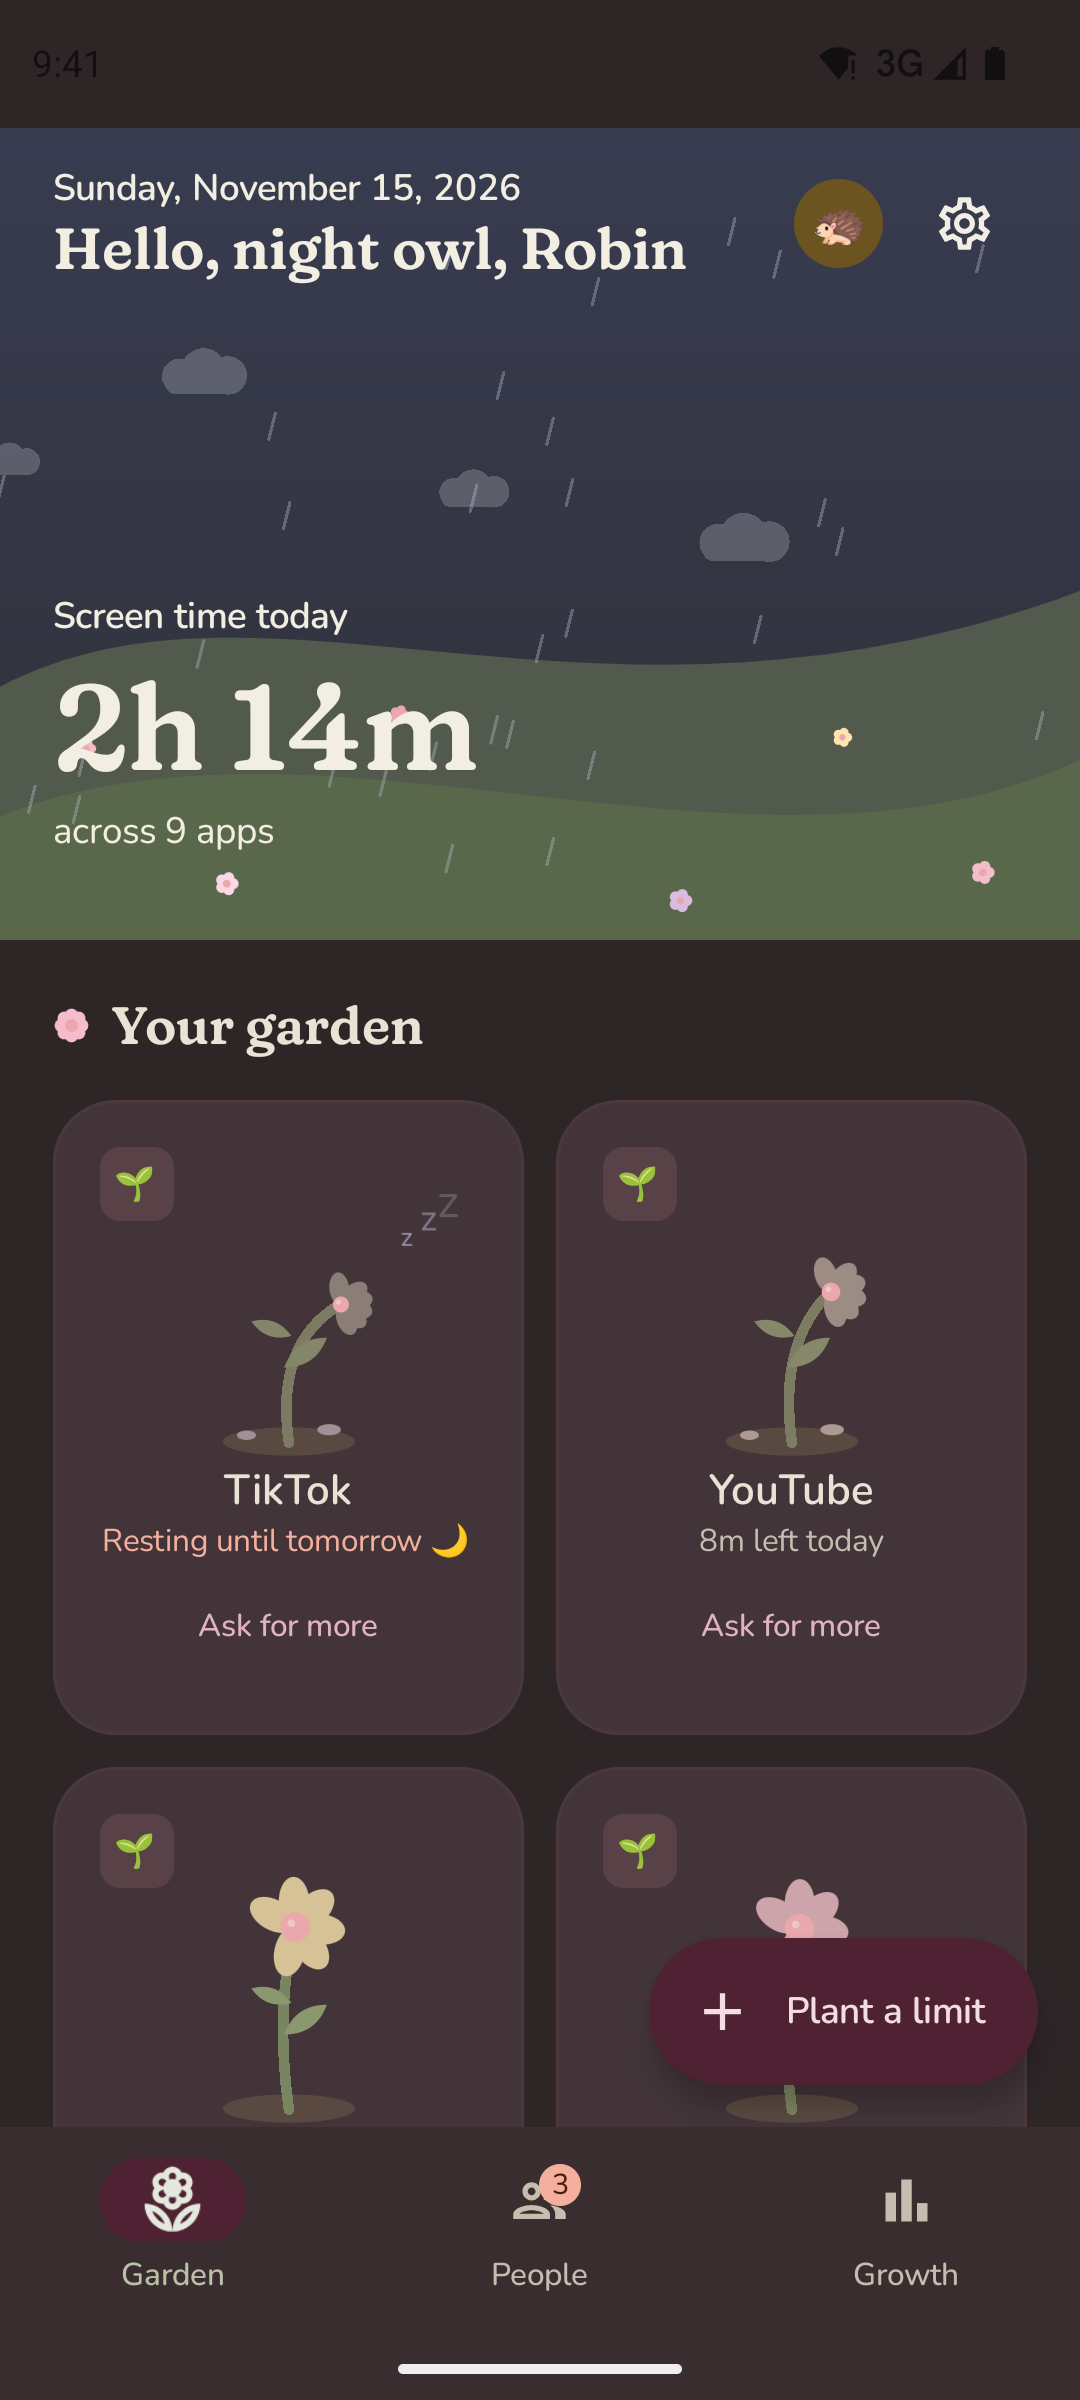 9:41
3G
Sunday, November 15, 2026
Hello, night owl, Robin
Screen time today
2h 14m
across 9 apps
Your garden
z z Z
TikTok
Resting until tomorrow 🌙
Ask for more
YouTube
8m left today
Ask for more
Plant a limit
3
Garden
People
Growth